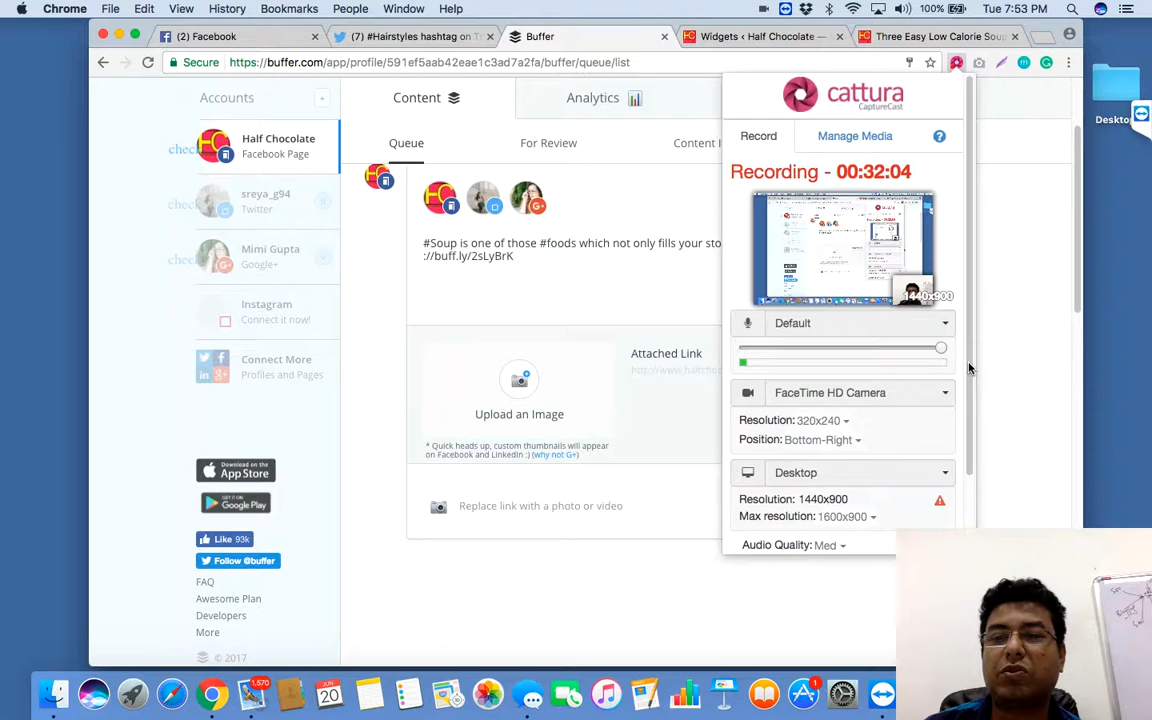 Chrome File Edit View History Bookmarks People Window Help 100% Tue 7:53 PM
(2) Facebook
(7) #Hairstyles hashtag on T
Buffer
Widgets ‹ Half Chocolate —
Three Easy Low Calorie Soup
Secure https://buffer.com/app/profile/591ef5aab42eae1c3ad7a2fa/buffer/queue/list
Accounts
+
Content
Analytics
Half Chocolate
Facebook Page
Queue
For Review
Content I
sreya_g94
Twitter
Mimi Gupta
Google+
#Soup is one of those #foods which not only fills your sto
://buff.ly/2sLyBrK
Instagram
Connect it now!
Connect More
Profiles and Pages
Attached Link
Upload an Image
* Quick heads up, custom thumbnails will appear
on Facebook and LinkedIn :) (why not G+)
Replace link with a photo or video
Download on the
App Store
GET IT ON
Google Play
Like 93k
Follow @buffer
FAQ
Awesome Plan
Developers
More
© 2017
cattura
CaptureCast
Record
Manage Media
?
Recording - 00:32:04
1440x900
Default
FaceTime HD Camera
Resolution: 320x240
Position: Bottom-Right
Desktop
Resolution: 1440x900
Max resolution: 1600x900
Audio Quality: Med
Desktop
1,570
JUN
20
1